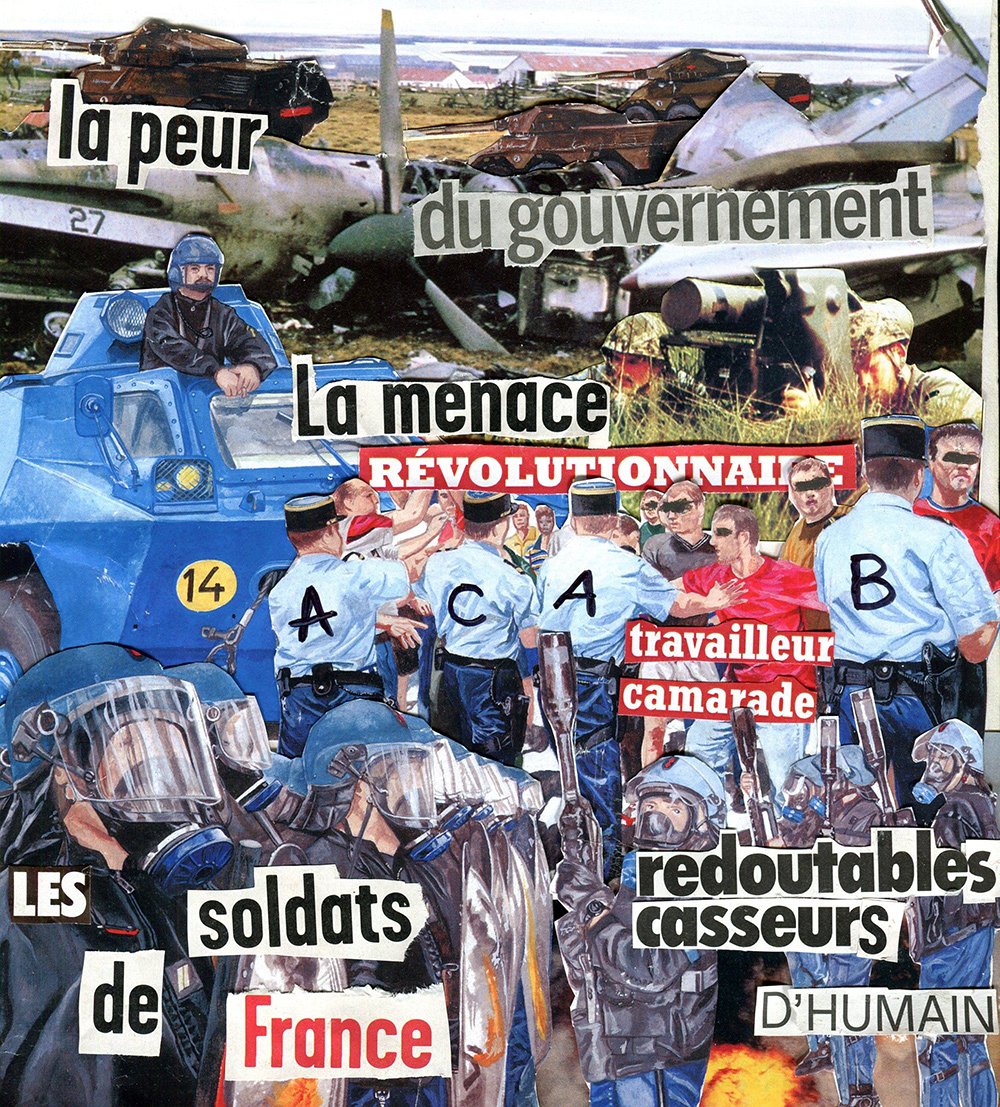 la peur
du gouvernement
27
La menace
RÉVOLUTIONNAIRE
14
A C A B
travailleur
camarade
LES
soldats
de
France
redoutables
casseurs
D'HUMAIN